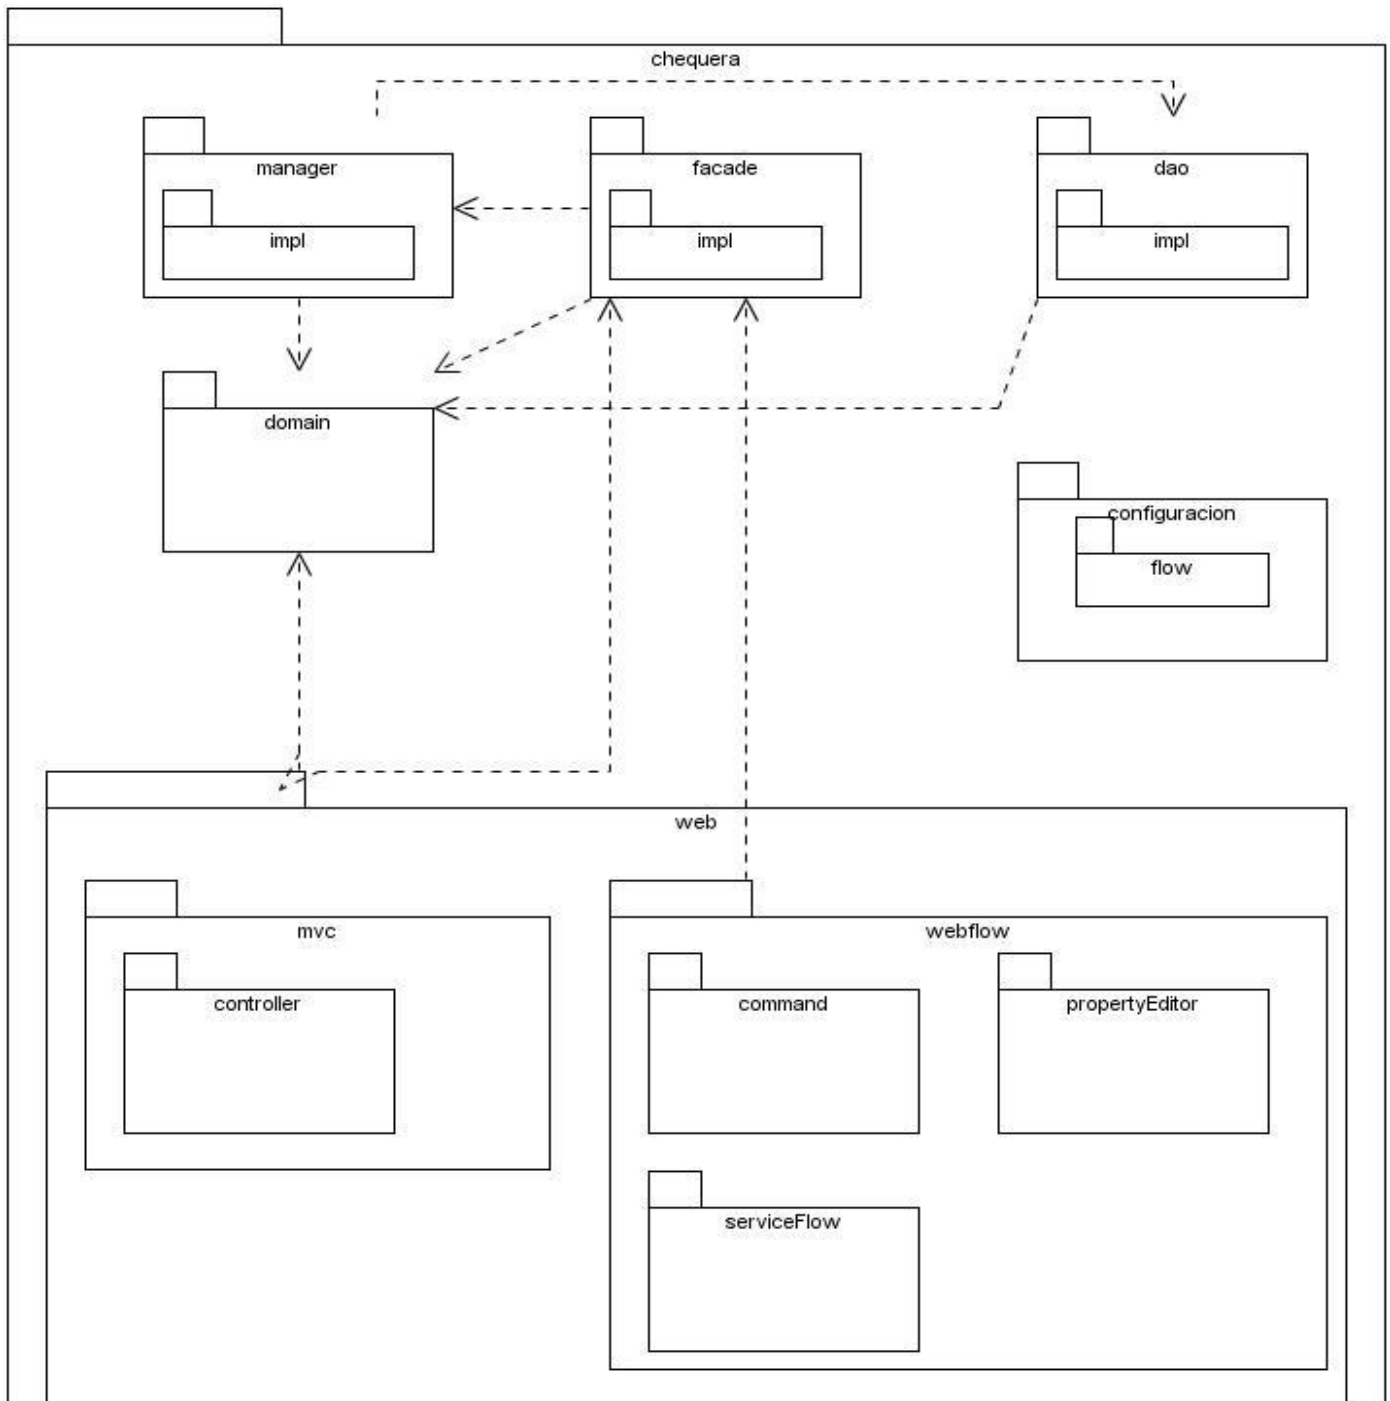 chequera
manager
facade
dao
impl
impl
impl
domain
configuracion
flow
web
mvc
webflow
controller
command
propertyEditor
serviceFlow